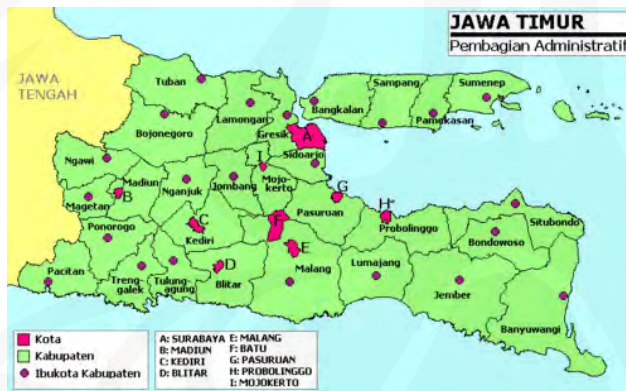 JAWA TIMUR
Pembagian Administratif
JAWA
TENGAH
Tuban
Sampang
Sumenep
Bangkalan
Lamongan
Pamekasan
Bojonegoro
Gresik
A
Sidoarjo
Ngawi
I
Madiun
Nganjuk
Jombang
Mojo-
kerto
B
G
Magetan
Pasuruan
H
C
F
Situbondo
Ponorogo
Kediri
Probolinggo
Bondowoso
E
Pacitan
Treng-
galek
Tulung-
agung
D
Blitar
Malang
Lumajang
Jember
Banyuwangi
Kota
Kabupaten
Ibukota Kabupaten
A: SURABAYA
B: MADIUN
C: KEDIRI
D: BLITAR
E: MALANG
F: BATU
G: PASURUAN
H: PROBOLINGGO
I: MOJOKERTO